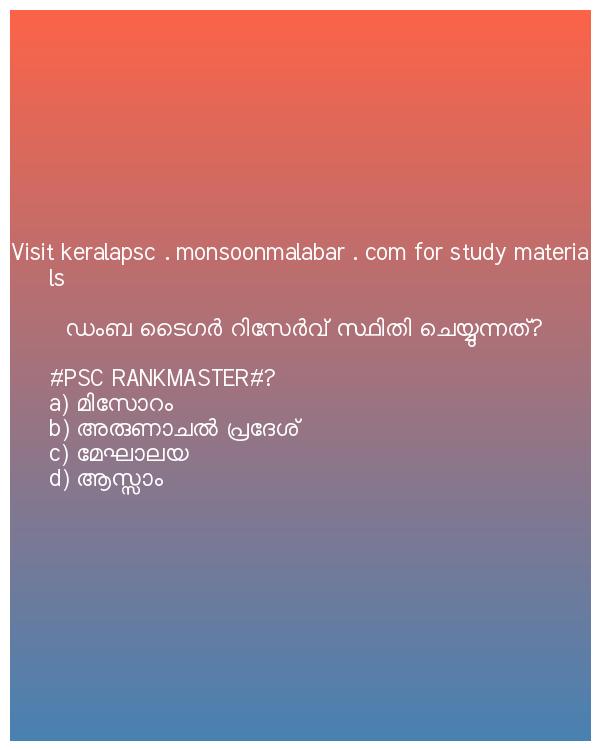 Visit keralapsc . monsoonmalabar . com for study materia
ls
ഡംബ ടൈഗർ റിസേർവ് സ്ഥിതി ചെയ്യുന്നത്?
#PSC RANKMASTER#?
a) മിസോറം
b) അരുണാചൽ പ്രദേശ്
c) മേഘാലയ
d) ആസ്സാം